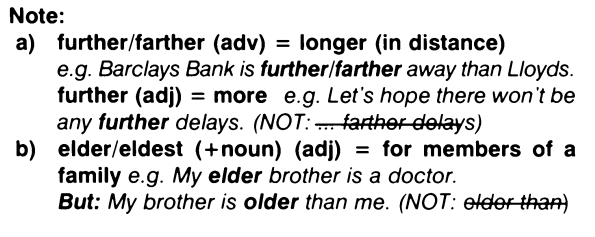 Note:
a) further/farther (adv) = longer (in distance)
e.g. Barclays Bank is further/farther away than Lloyds.
further (adj) = more e.g. Let's hope there won't be
any further delays. (NOT: ... farther delays)
b) elder/eldest (+noun) (adj) = for members of a
family e.g. My elder brother is a doctor.
But: My brother is older than me. (NOT: elder than)